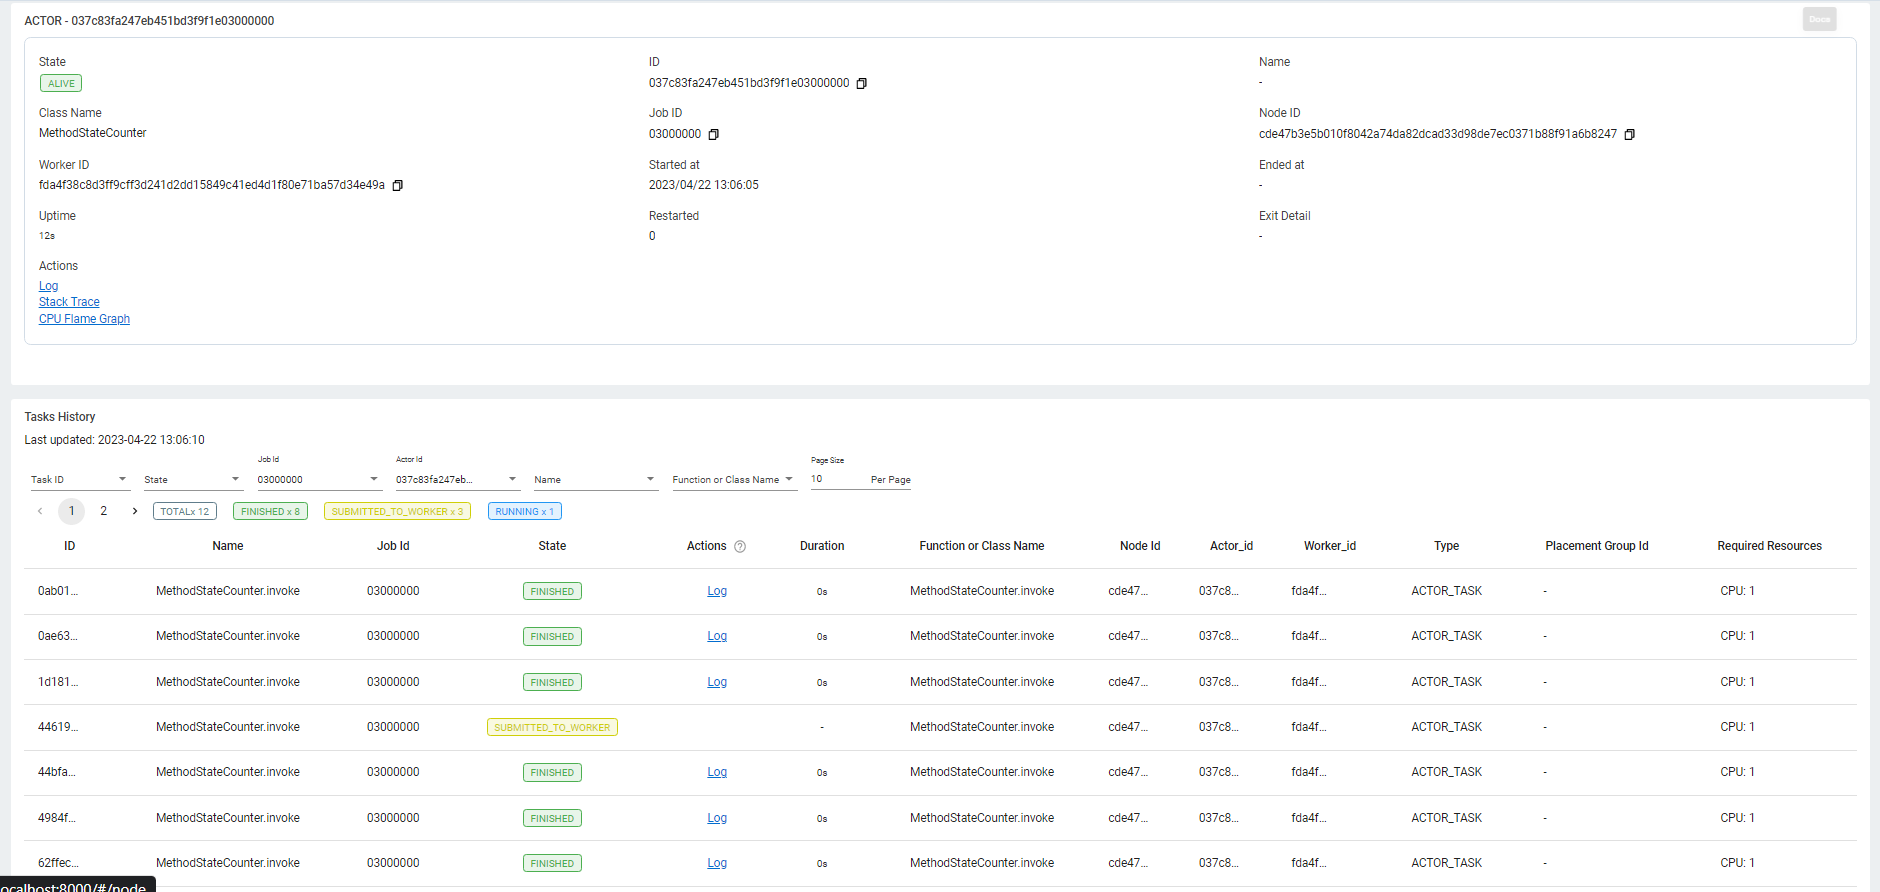 ACTOR - 037c83fa247eb451bd3f9f1e03000000
Docs
State
ID
Name
ALIVE
037c83fa247eb451bd3f9f1e03000000
-
Class Name
Job ID
Node ID
MethodStateCounter
03000000
cde47b3e5b010f8042a74da82dcad33d98de7ec0371b88f91a6b8247
Worker ID
Started at
Ended at
fda4f38c8d3ff9cff3d241d2dd15849c41ed4d1f80e71ba57d34e49a
2023/04/22 13:06:05
-
Uptime
Restarted
Exit Detail
12s
0
-
Actions
Log
Stack Trace
CPU Flame Graph
Tasks History
Last updated: 2023-04-22 13:06:10
Job Id
Actor Id
Page Size
Task ID State 03000000 037c83fa247eb... Name Function or Class Name 10 Per Page
1 2 TOTALx 12 FINISHED x 8 SUBMITTED_TO_WORKER x 3 RUNNING x 1
ID Name Job Id State Actions ? Duration Function or Class Name Node Id Actor_id Worker_id Type Placement Group Id Required Resources
0ab01... MethodStateCounter.invoke 03000000 FINISHED Log 0s MethodStateCounter.invoke cde47... 037c8... fda4f... ACTOR_TASK - CPU: 1
0ae63... MethodStateCounter.invoke 03000000 FINISHED Log 0s MethodStateCounter.invoke cde47... 037c8... fda4f... ACTOR_TASK - CPU: 1
1d181... MethodStateCounter.invoke 03000000 FINISHED Log 0s MethodStateCounter.invoke cde47... 037c8... fda4f... ACTOR_TASK - CPU: 1
44619... MethodStateCounter.invoke 03000000 SUBMITTED_TO_WORKER - MethodStateCounter.invoke cde47... 037c8... fda4f... ACTOR_TASK - CPU: 1
44bfa... MethodStateCounter.invoke 03000000 FINISHED Log 0s MethodStateCounter.invoke cde47... 037c8... fda4f... ACTOR_TASK - CPU: 1
4984f... MethodStateCounter.invoke 03000000 FINISHED Log 0s MethodStateCounter.invoke cde47... 037c8... fda4f... ACTOR_TASK - CPU: 1
62ffec... MethodStateCounter.invoke 03000000 FINISHED Log 0s MethodStateCounter.invoke cde47... 037c8... fda4f... ACTOR_TASK - CPU: 1
ocalhost:8000/#/node